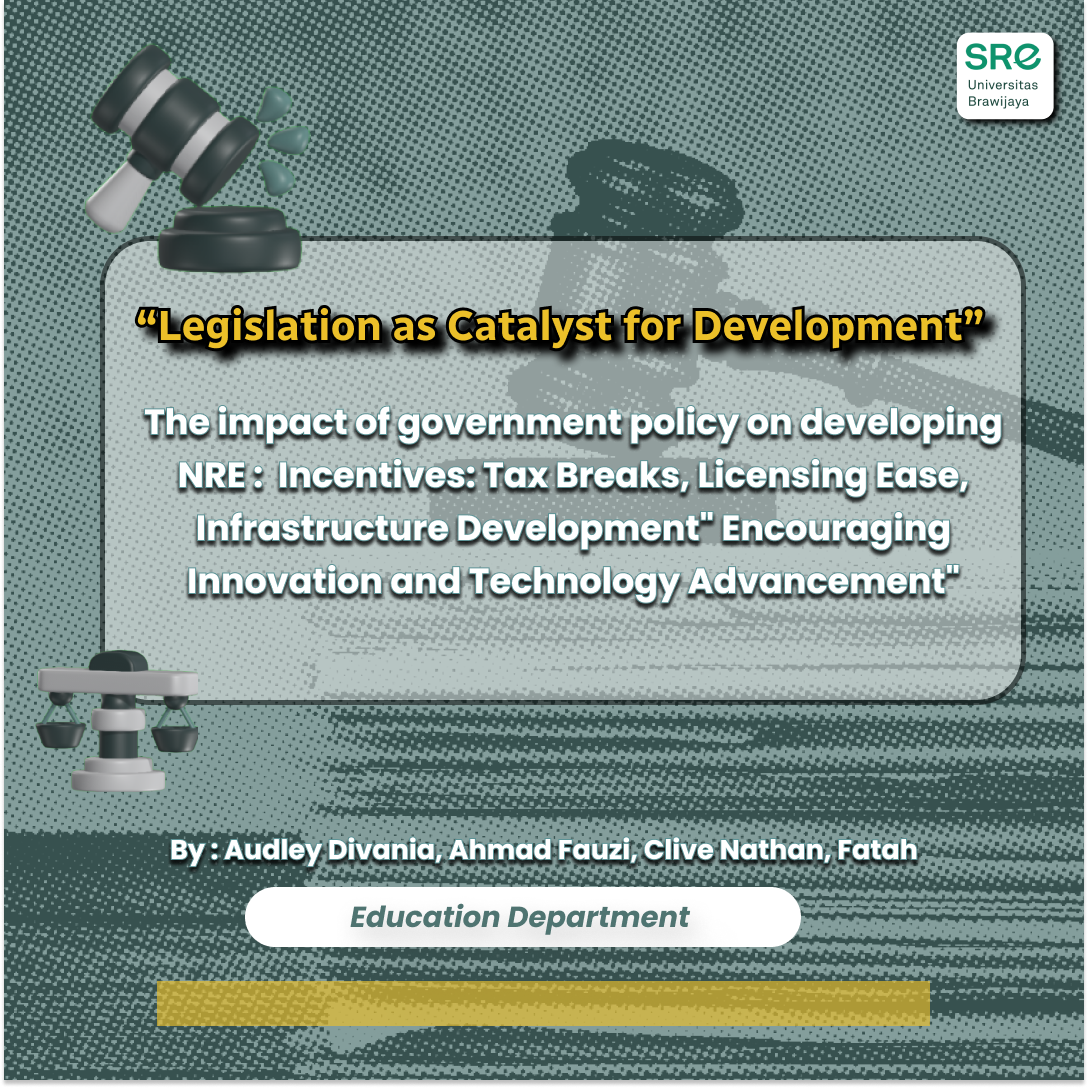 SRE
Universitas
Brawijaya
“Legislation as Catalyst for Development”
The impact of government policy on developing
NRE : Incentives: Tax Breaks, Licensing Ease,
Infrastructure Development" Encouraging
Innovation and Technology Advancement"
By : Audley Divania, Ahmad Fauzi, Clive Nathan, Fatah
Education Department